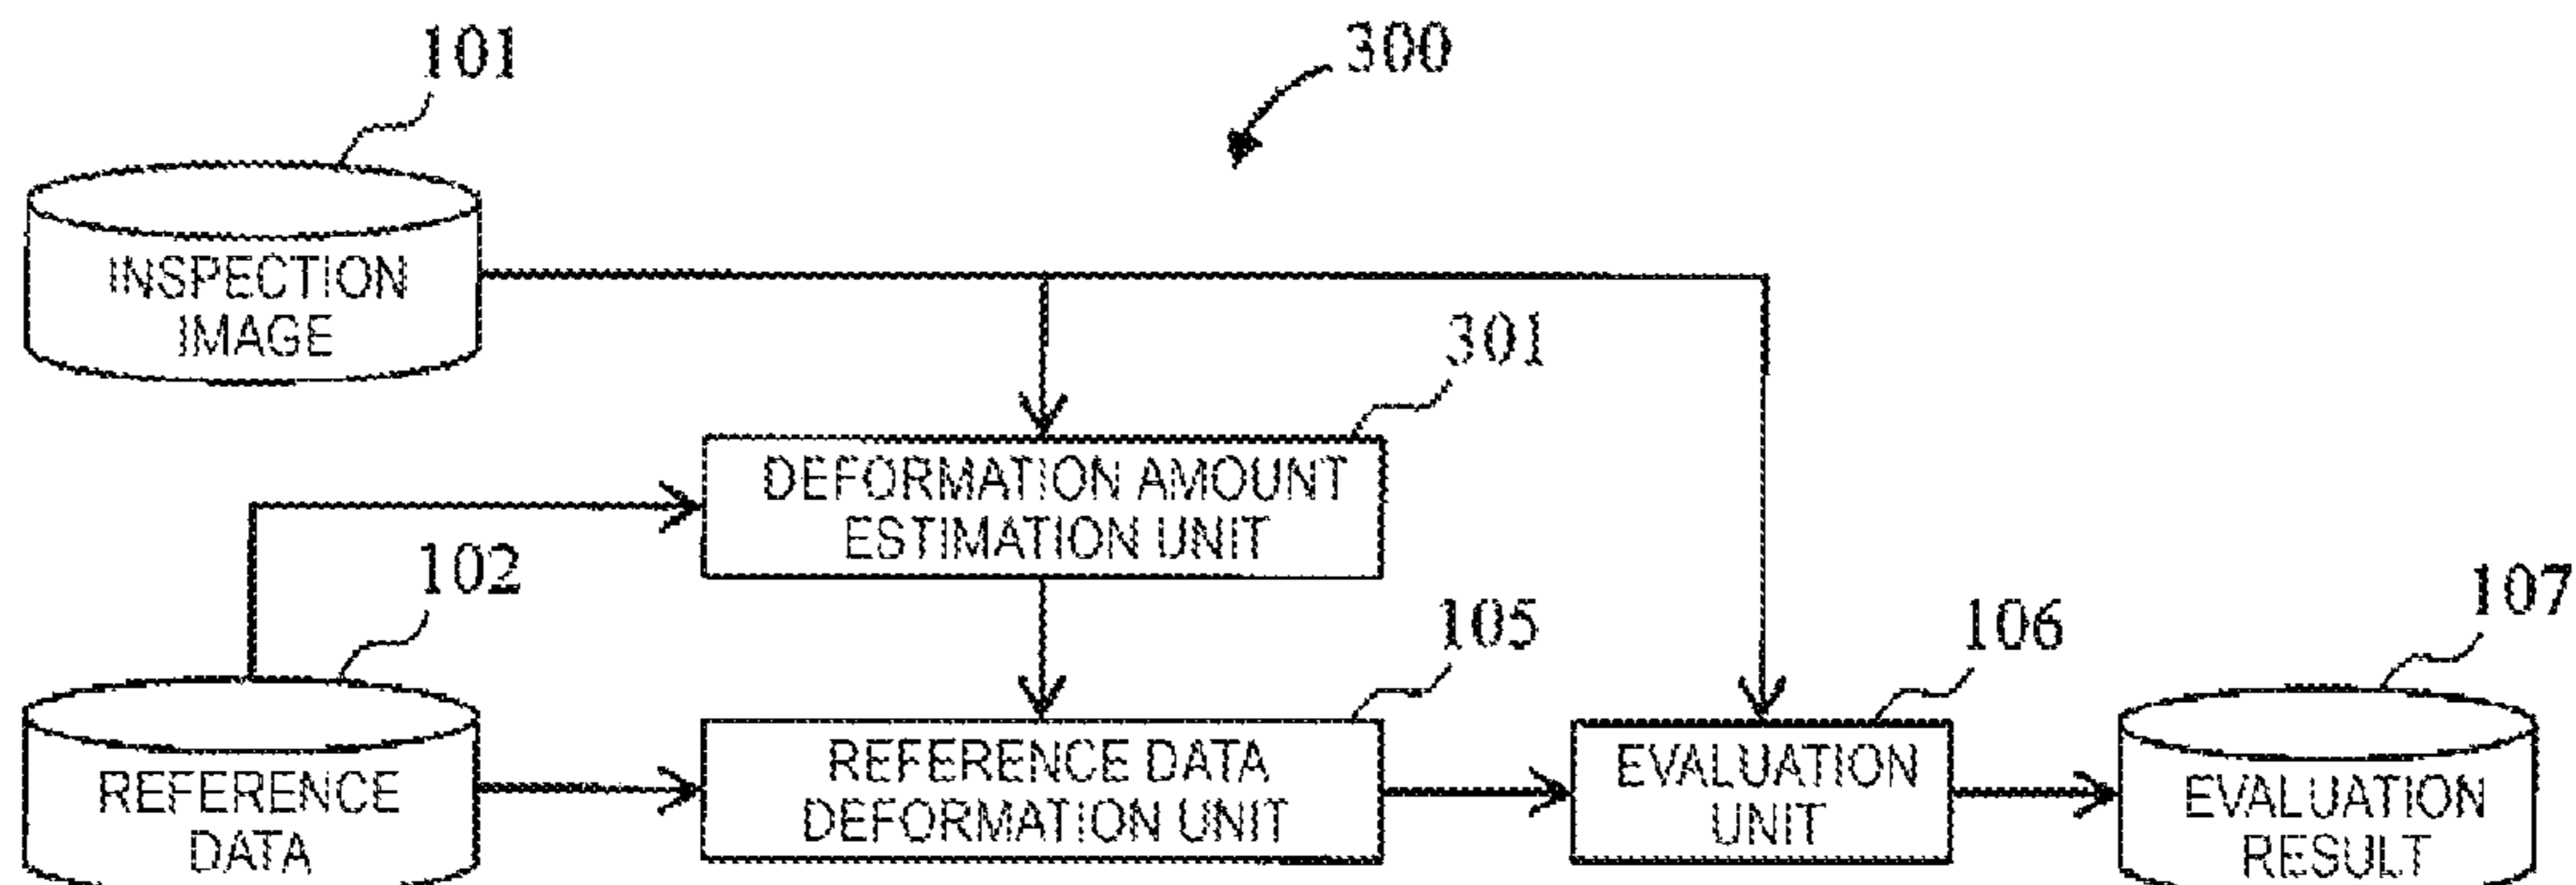 101
300
INSPECTION
IMAGE
301
DEFORMATION AMOUNT
ESTIMATION UNIT
102
105
106
107
REFERENCE
DATA
REFERENCE DATA
DEFORMATION UNIT
EVALUATION
UNIT
EVALUATION
RESULT